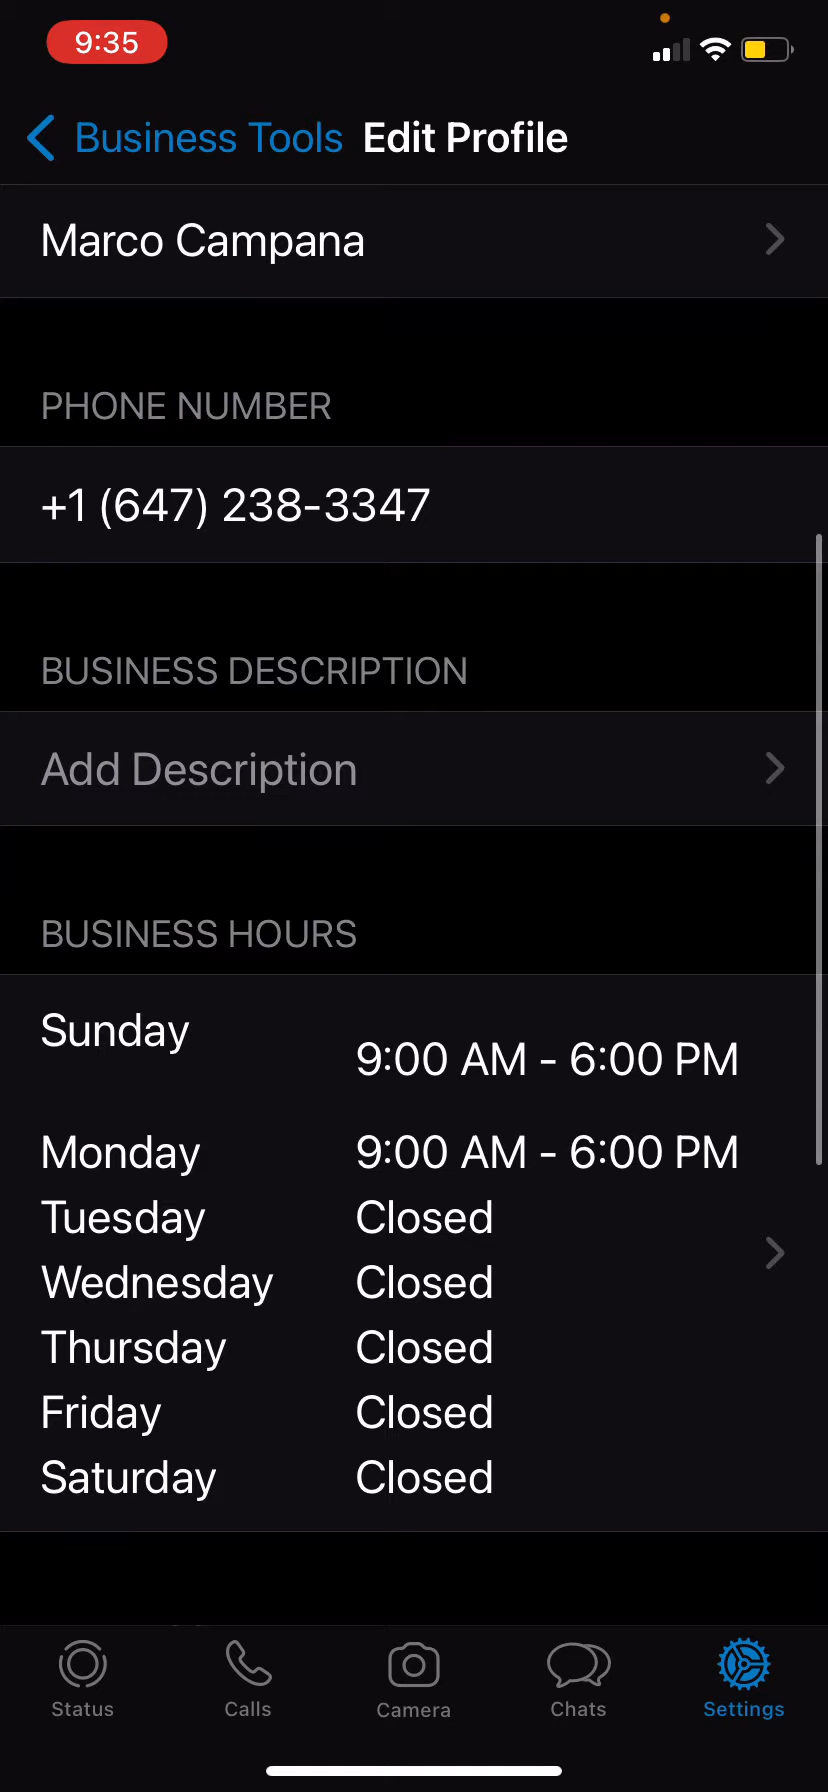 9:35
Business Tools Edit Profile
Marco Campana
PHONE NUMBER
+1 (647) 238-3347
BUSINESS DESCRIPTION
Add Description
BUSINESS HOURS
Sunday 9:00 AM - 6:00 PM
Monday 9:00 AM - 6:00 PM
Tuesday Closed
Wednesday Closed
Thursday Closed
Friday Closed
Saturday Closed
Status Calls Camera Chats Settings